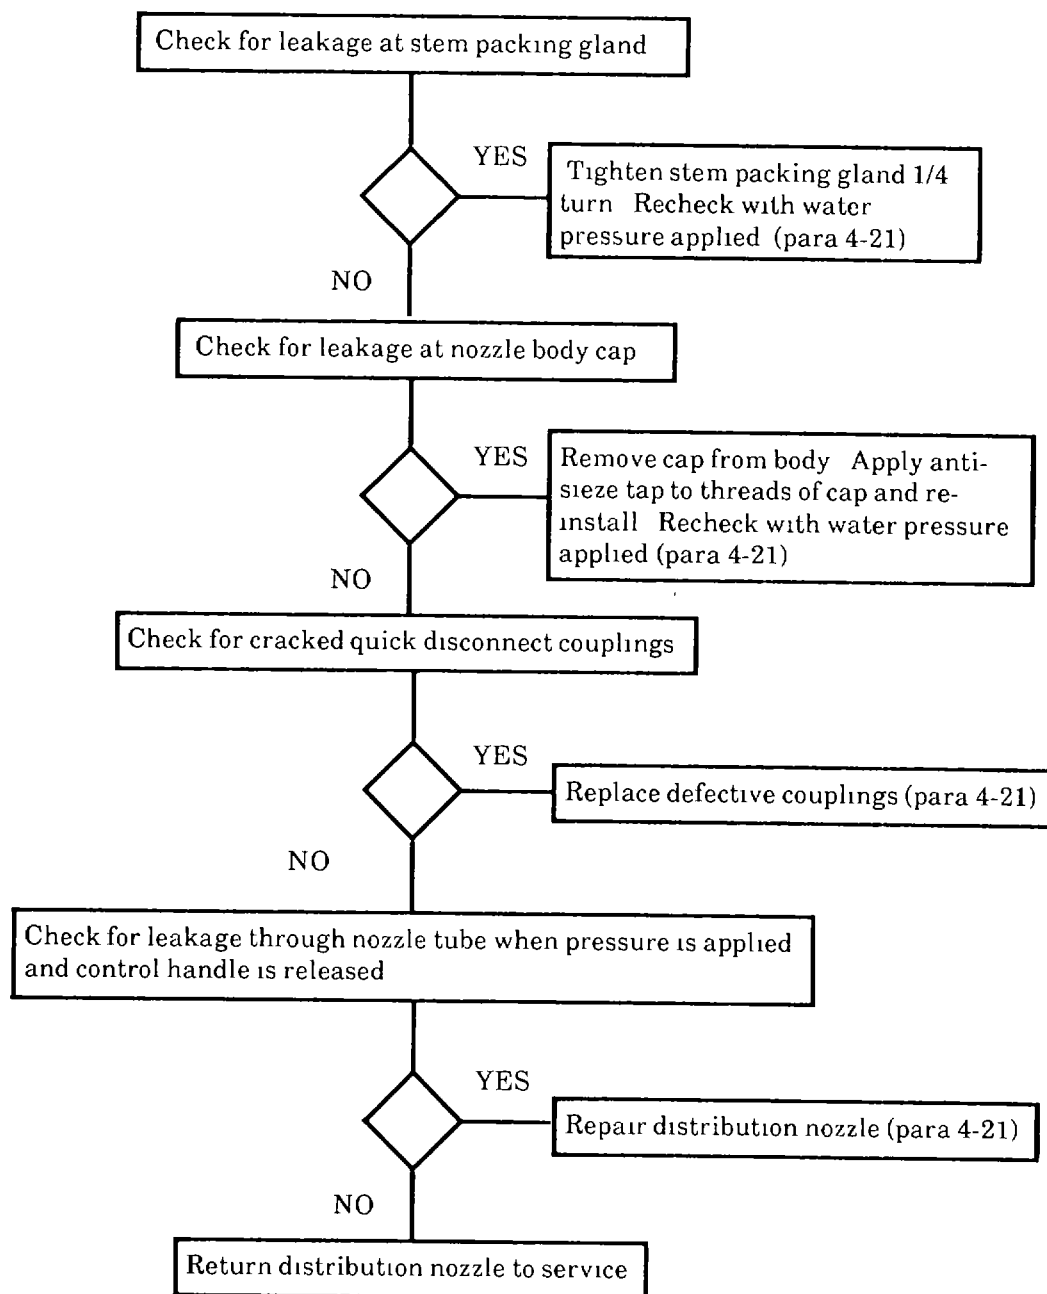 Check for leakage at stem packing gland
YES
Tighten stem packing gland 1/4
turn Recheck with water
pressure applied (para 4-21)
NO
Check for leakage at nozzle body cap
YES
Remove cap from body Apply anti-
sieze tap to threads of cap and re-
install Recheck with water pressure
applied (para 4-21)
NO
Check for cracked quick disconnect couplings
YES
Replace defective couplings (para 4-21)
NO
Check for leakage through nozzle tube when pressure is applied
and control handle is released
YES
Repair distribution nozzle (para 4-21)
NO
Return distribution nozzle to service